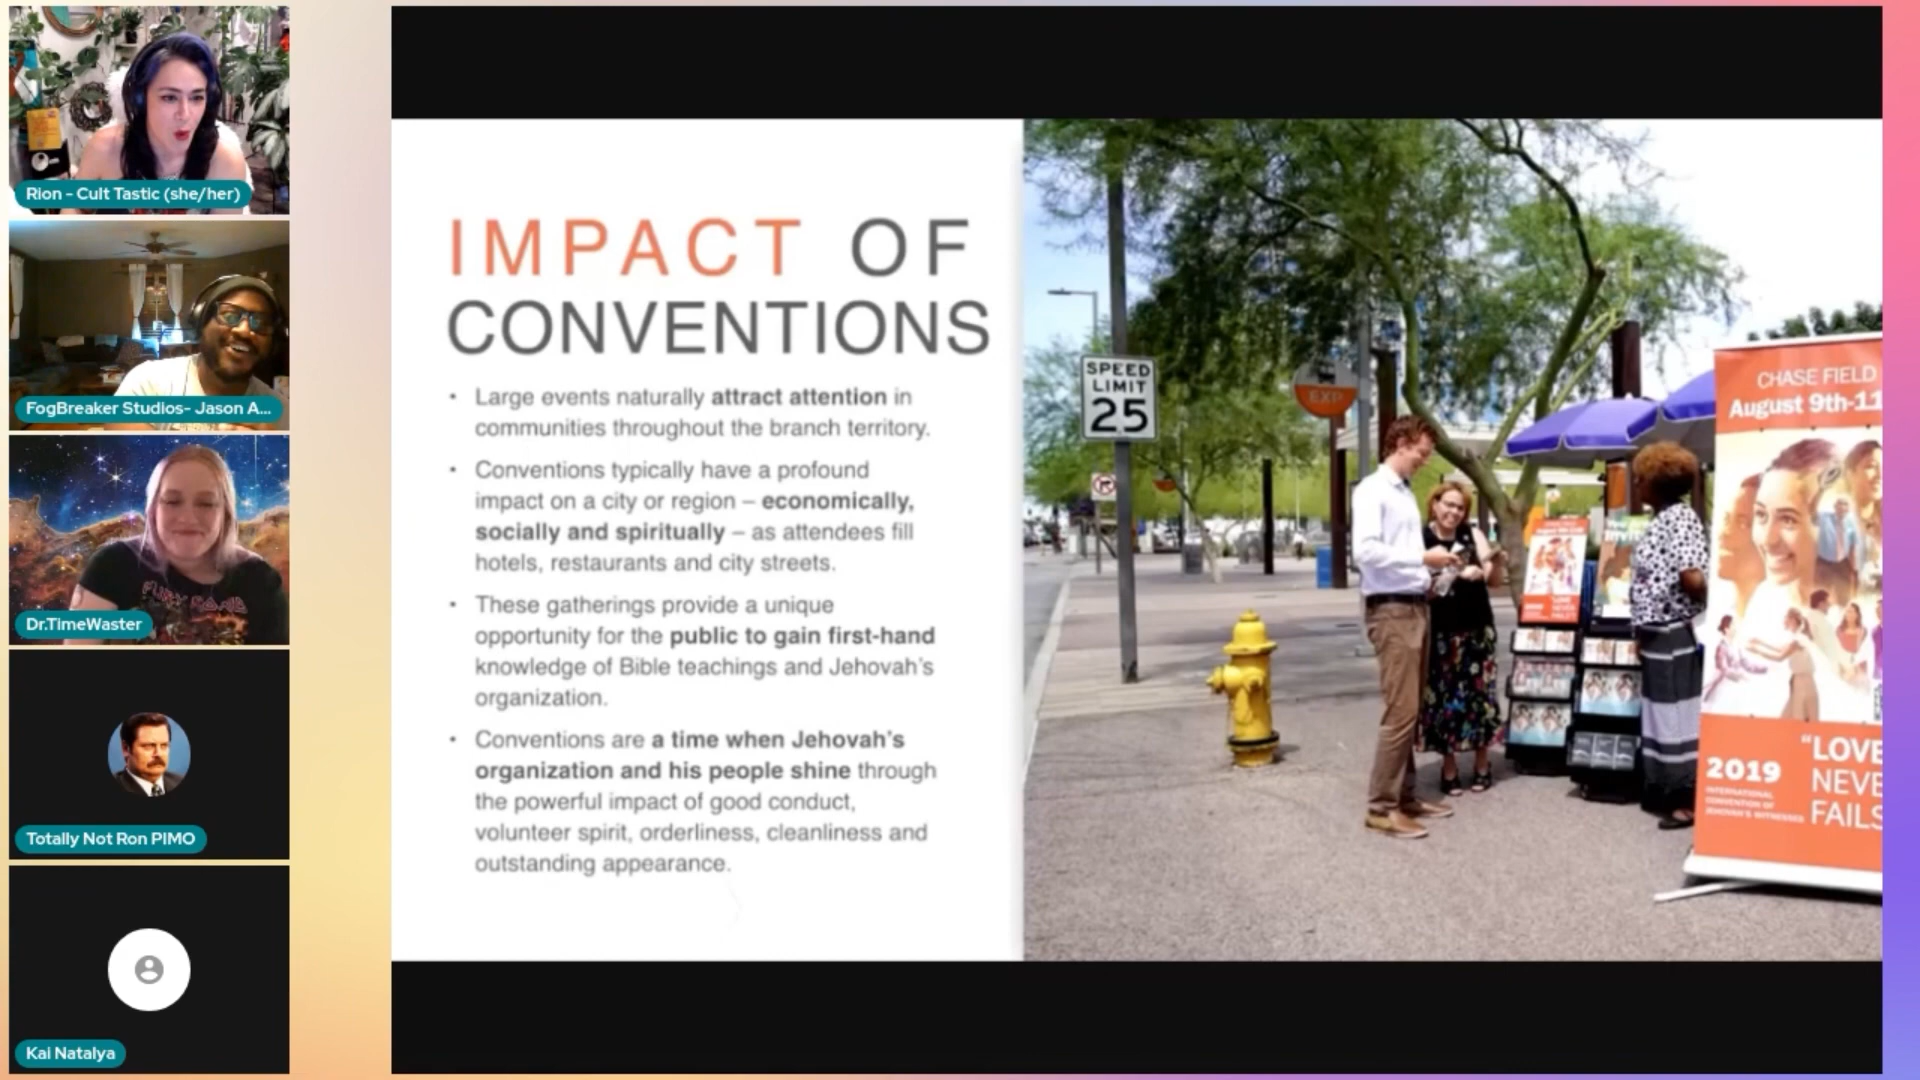 Rion - Cult Tastic (she/her)
FogBreaker Studios- Jason A...
Dr.TimeWaster
Totally Not Ron PIMO
Kai Natalya
IMPACT OF
CONVENTIONS
• Large events naturally attract attention in
communities throughout the branch territory.
• Conventions typically have a profound
impact on a city or region – economically,
socially and spiritually – as attendees fill
hotels, restaurants and city streets.
• These gatherings provide a unique
opportunity for the public to gain first-hand
knowledge of Bible teachings and Jehovah's
organization.
• Conventions are a time when Jehovah's
organization and his people shine through
the powerful impact of good conduct,
volunteer spirit, orderliness, cleanliness and
outstanding appearance.
SPEED
LIMIT
25
EXP
CHASE FIELD
August 9th-11
2019
INTERNATIONAL
CONVENTION OF
JEHOVAH'S WITNESSES
"LOVE
NEVE
FAILS